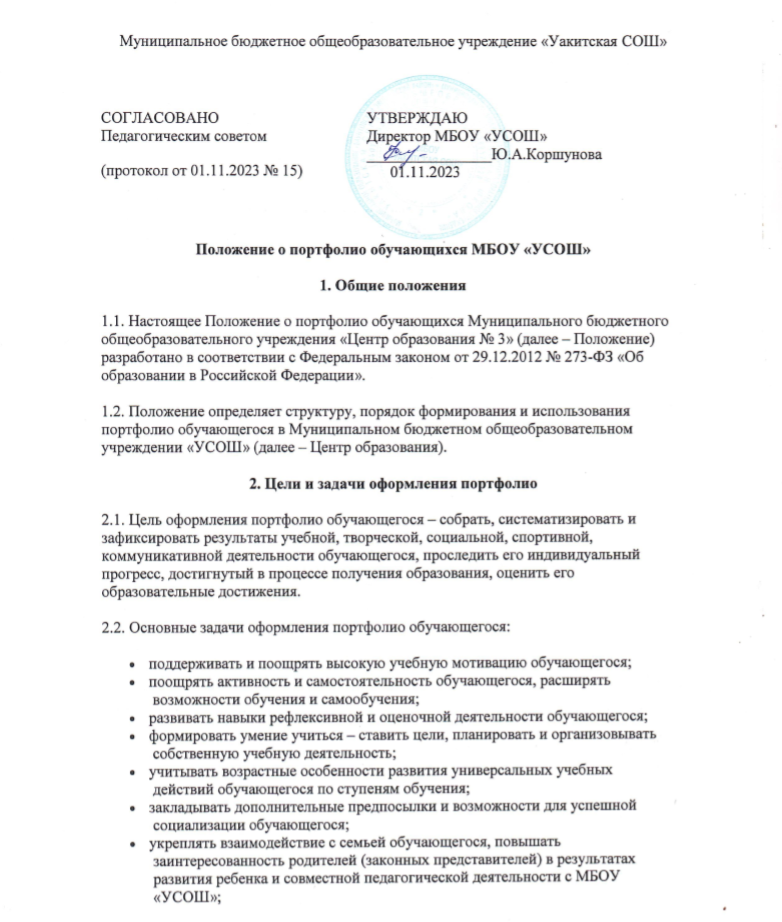 Муниципальное бюджетное общеобразовательное учреждение «Уакитская СОШ»
СОГЛАСОВАНО
Педагогическим советом
(протокол от 01.11.2023 № 15)
УТВЕРЖДАЮ
Директор МБОУ «УСОШ»
Ю.А.Коршунова
01.11.2023
Положение о портфолио обучающихся МБОУ «УСОШ»
1. Общие положения
1.1. Настоящее Положение о портфолио обучающихся Муниципального бюджетного
общеобразовательного учреждения «Центр образования № 3» (далее – Положение)
разработано в соответствии с Федеральным законом от 29.12.2012 № 273-ФЗ «Об
образовании в Российской Федерации».
1.2. Положение определяет структуру, порядок формирования и использования
портфолио обучающегося в Муниципальном бюджетном общеобразовательном
учреждении «УСОШ» (далее – Центр образования).
2. Цели и задачи оформления портфолио
2.1. Цель оформления портфолио обучающегося – собрать, систематизировать и
зафиксировать результаты учебной, творческой, социальной, спортивной,
коммуникативной деятельности обучающегося, проследить его индивидуальный
прогресс, достигнутый в процессе получения образования, оценить его
образовательные достижения.
2.2. Основные задачи оформления портфолио обучающегося:
• поддерживать и поощрять высокую учебную мотивацию обучающегося;
• поощрять активность и самостоятельность обучающегося, расширять
возможности обучения и самообучения;
• развивать навыки рефлексивной и оценочной деятельности обучающегося;
• формировать умение учиться – ставить цели, планировать и организовывать
собственную учебную деятельность;
• учитывать возрастные особенности развития универсальных учебных
действий обучающегося по ступеням обучения;
• закладывать дополнительные предпосылки и возможности для успешной
социализации обучающегося;
• укреплять взаимодействие с семьей обучающегося, повышать
заинтересованность родителей (законных представителей) в результатах
развития ребенка и совместной педагогической деятельности с МБОУ
«УСОШ»;